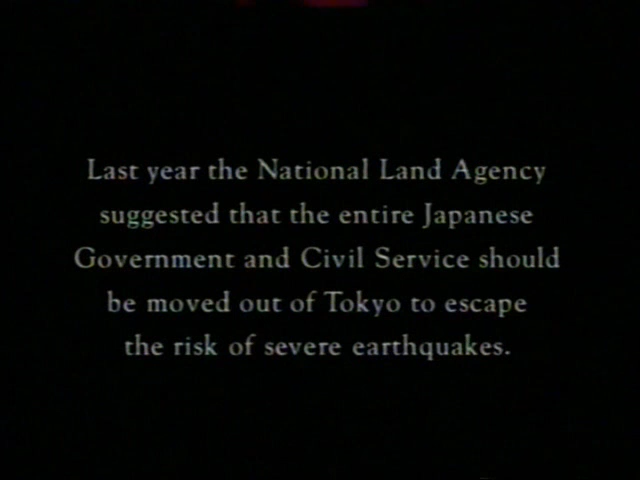 Last year the National Land Agency
suggested that the entire Japanese
Government and Civil Service should
be moved out of Tokyo to escape
the risk of severe earthquakes.